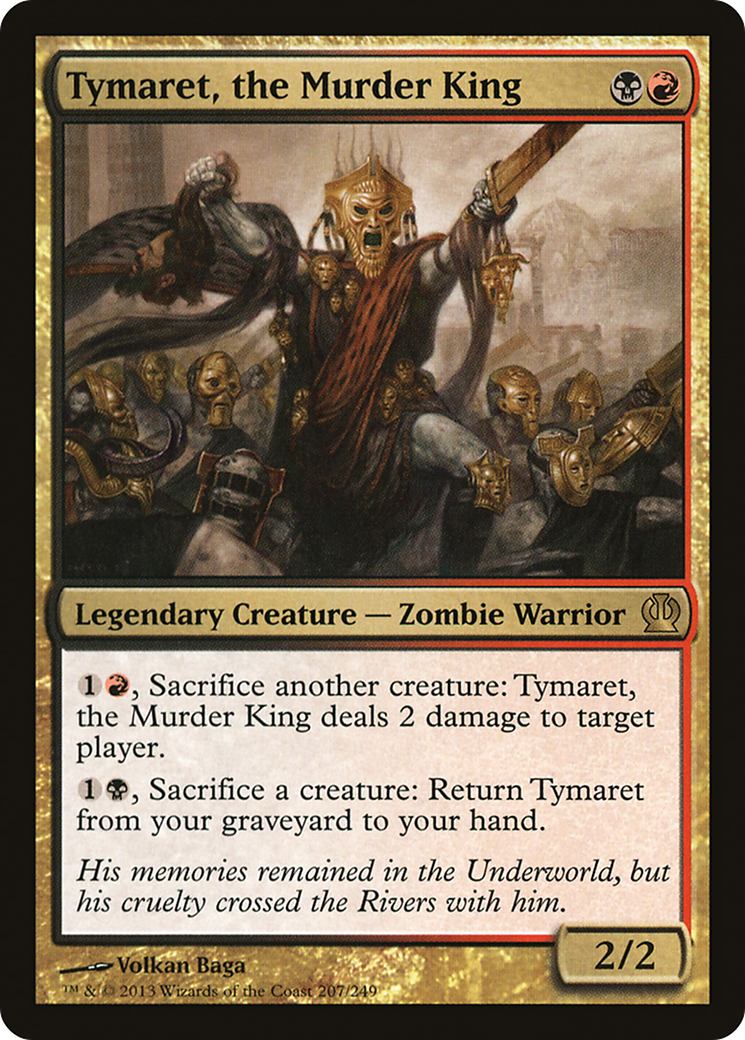 Tymaret, the Murder King
Legendary Creature — Zombie Warrior
1, Sacrifice another creature: Tymaret,
the Murder King deals 2 damage to target
player.
1, Sacrifice a creature: Return Tymaret
from your graveyard to your hand.
His memories remained in the Underworld, but
his cruelty crossed the Rivers with him.
2/2
Volkan Baga
™ & © 2013 Wizards of the Coast 207/249